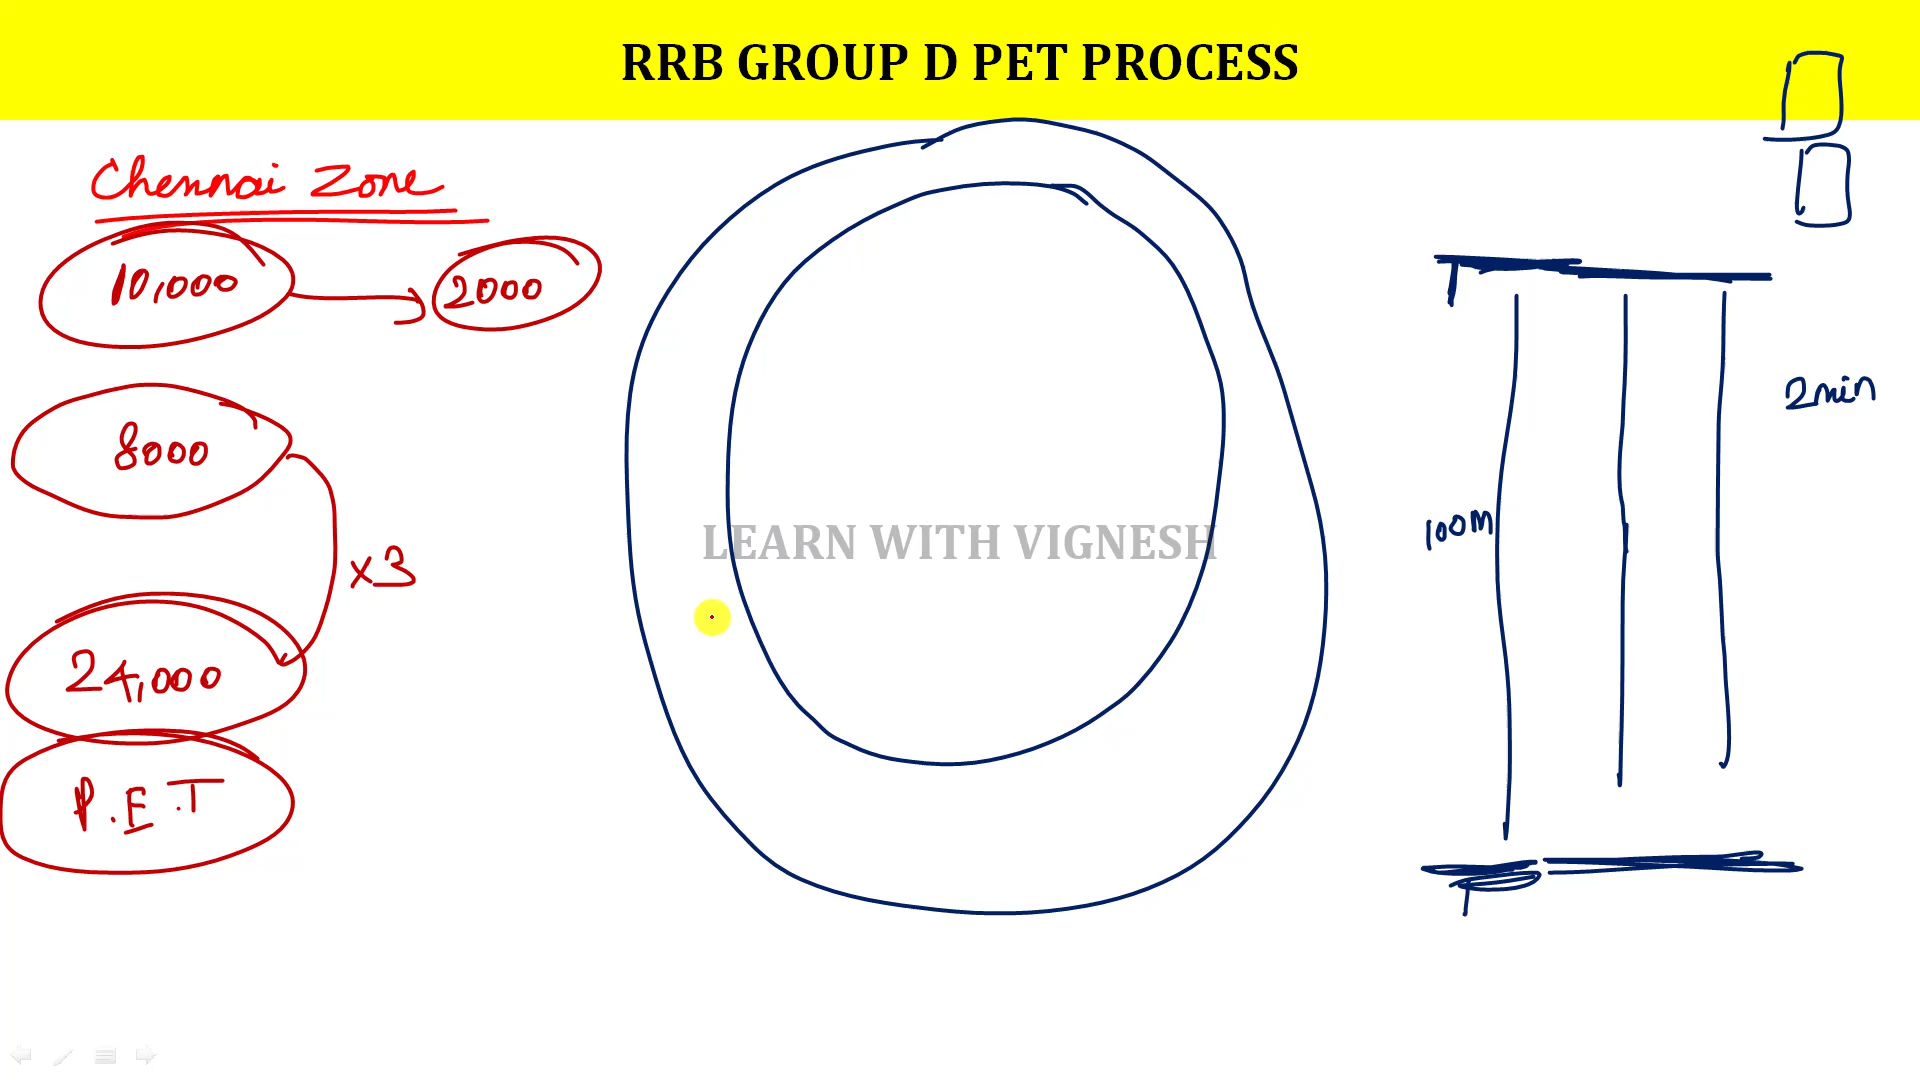 RRB GROUP D PET PROCESS
Chennai Zone
10,000
2000
8000
x3
24,000
P.E.T
LEARN WITH VIGNESH
100M
2min